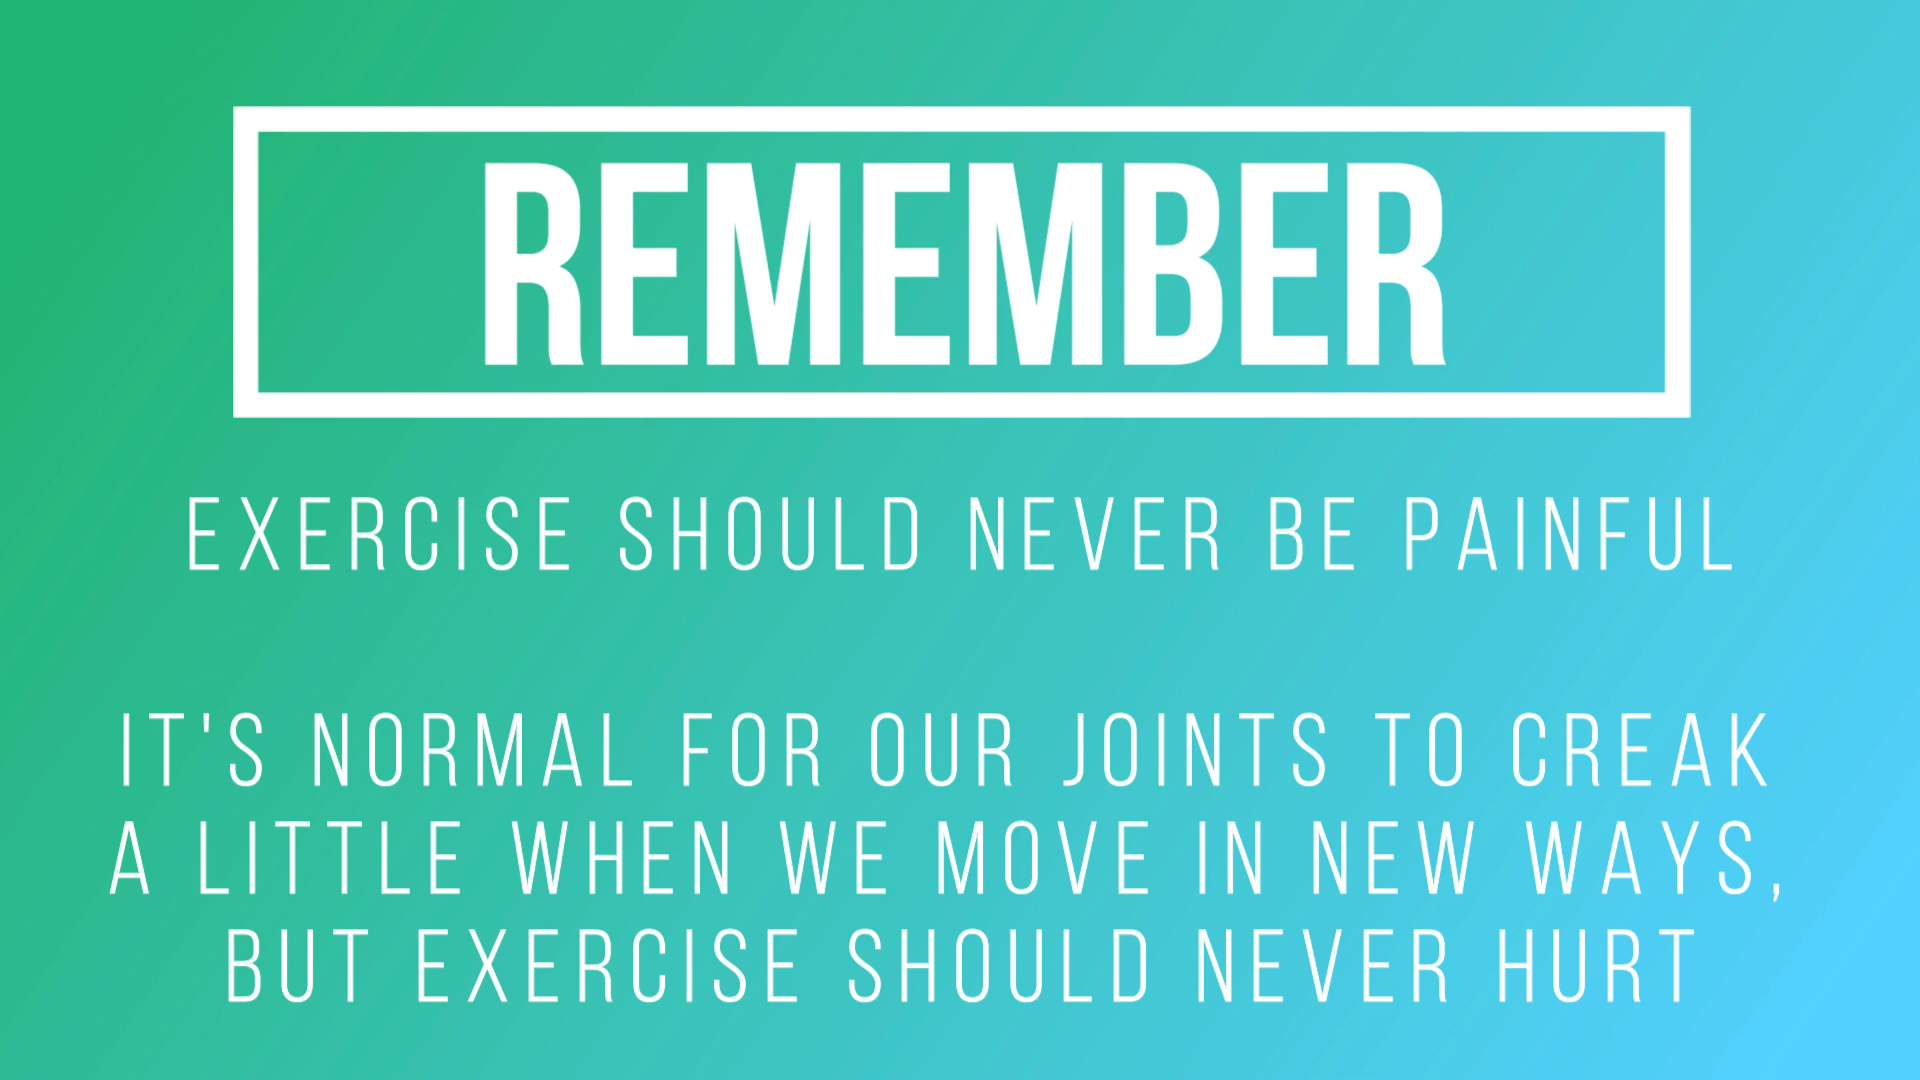 REMEMBER
EXERCISE SHOULD NEVER BE PAINFUL
IT'S NORMAL FOR OUR JOINTS TO CREAK
A LITTLE WHEN WE MOVE IN NEW WAYS,
BUT EXERCISE SHOULD NEVER HURT